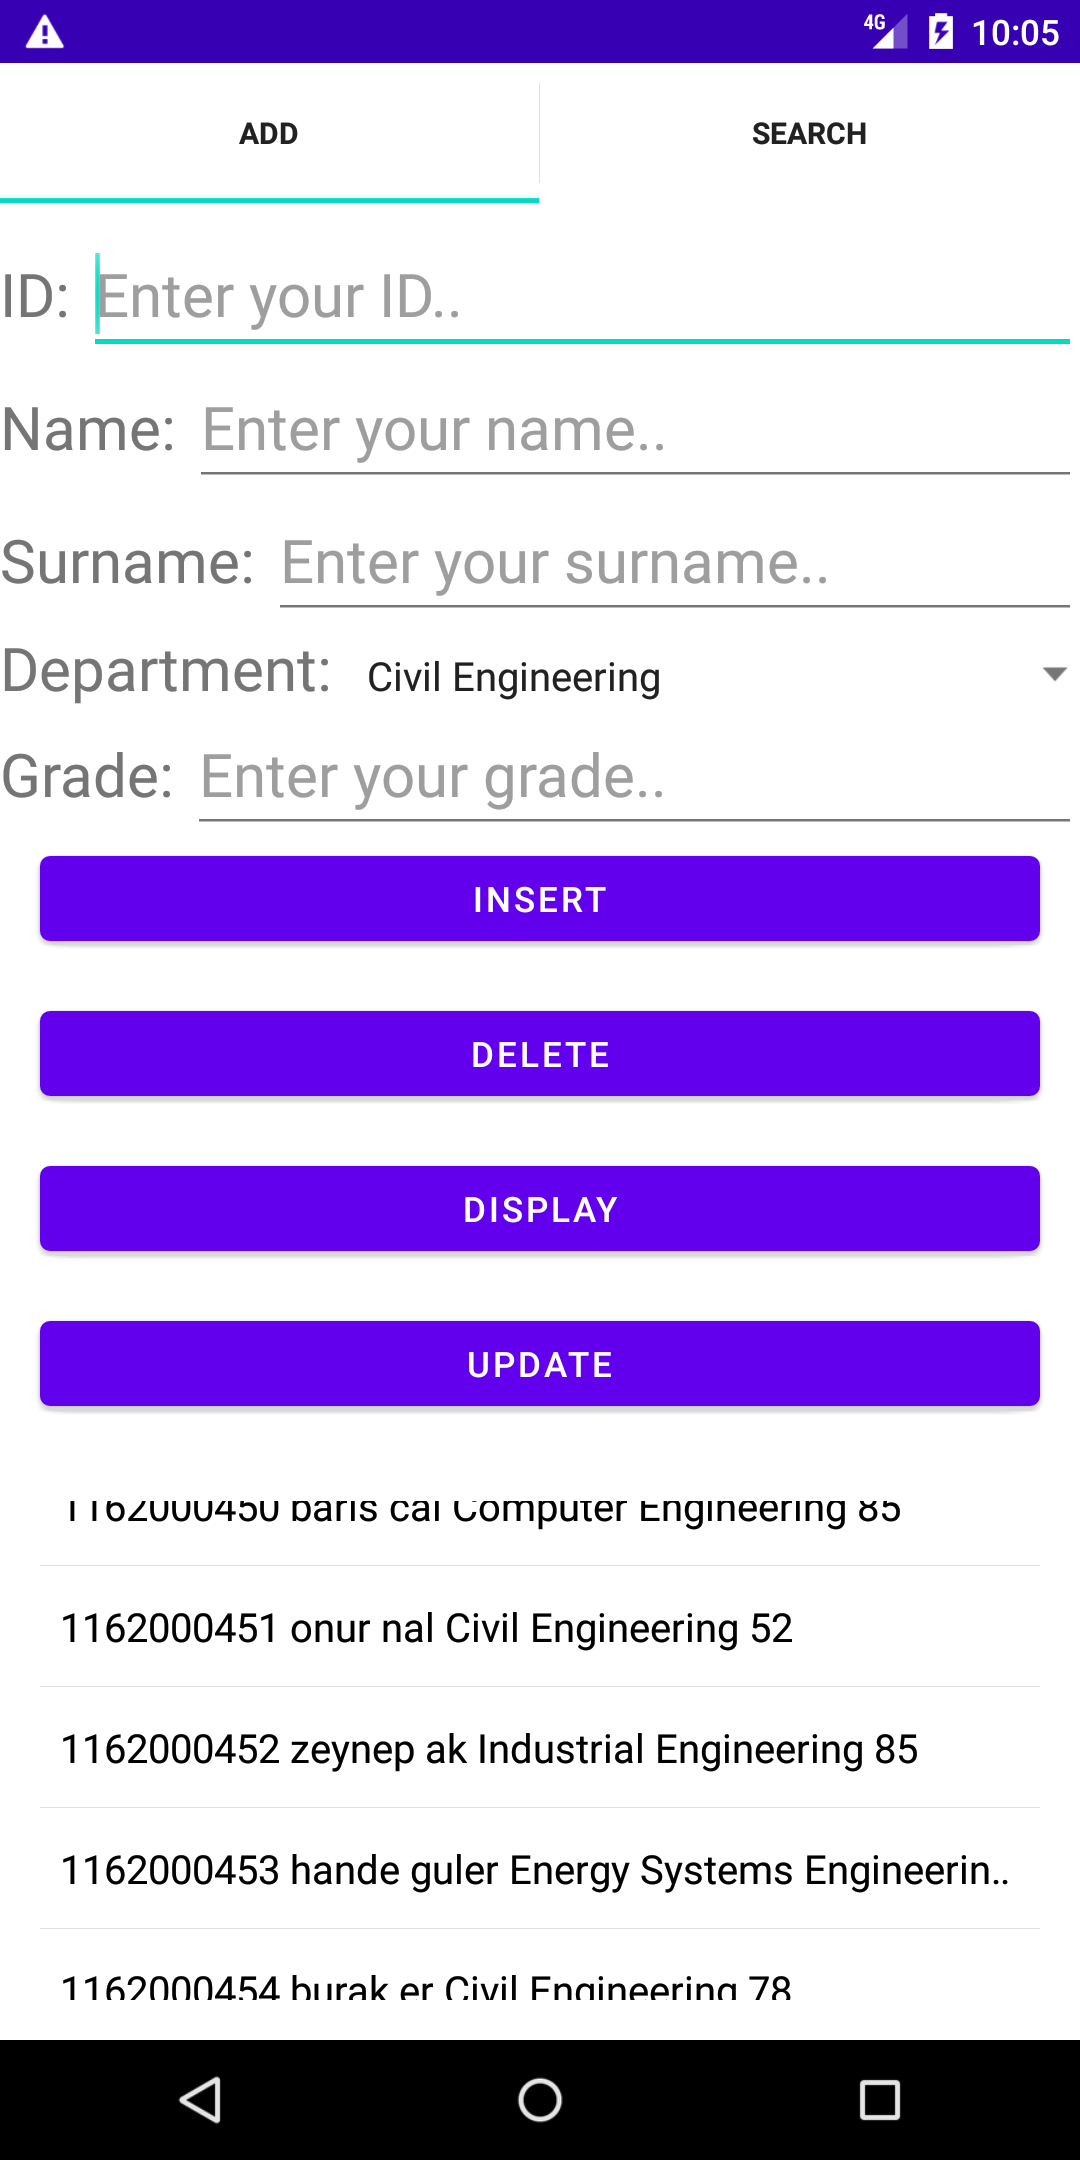 4G 10:05
ADD SEARCH
ID: Enter your ID..
Name: Enter your name..
Surname: Enter your surname..
Department: Civil Engineering
Grade: Enter your grade..
INSERT
DELETE
DISPLAY
UPDATE
1162000450 baris cal Computer Engineering 85
1162000451 onur nal Civil Engineering 52
1162000452 zeynep ak Industrial Engineering 85
1162000453 hande guler Energy Systems Engineerin..
1162000454 burak er Civil Engineering 78